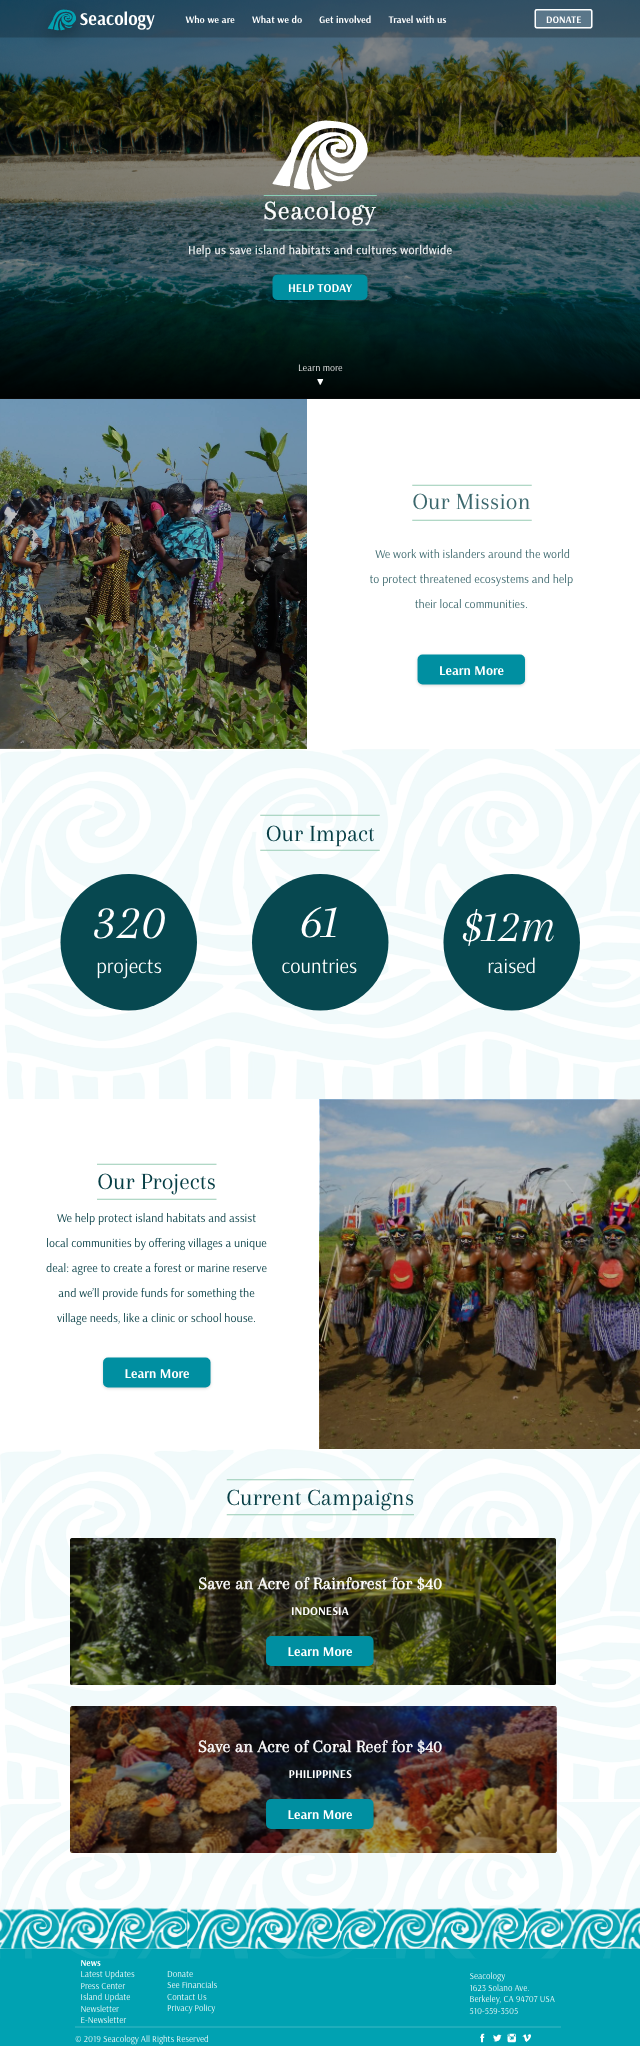 Seacology
Who we are
What we do
Get involved
Travel with us
DONATE
Seacology
Help us save island habitats and cultures worldwide
HELP TODAY
Learn more
▼
Our Mission
We work with islanders around the world
to protect threatened ecosystems and help
their local communities.
Learn More
Our Impact
320
projects
61
countries
$12m
raised
Our Projects
We help protect island habitats and assist
local communities by offering villages a unique
deal: agree to create a forest or marine reserve
and we'll provide funds for something the
village needs, like a clinic or school house.
Learn More
Current Campaigns
Save an Acre of Rainforest for $40
INDONESIA
Learn More
Save an Acre of Coral Reef for $40
PHILIPPINES
Learn More
News
Latest Updates
Press Center
Island Update
Newsletter
E-Newsletter
Donate
See Financials
Contact Us
Privacy Policy
Seacology
1623 Solano Ave.
Berkeley, CA 94707 USA
510-559-3505
© 2019 Seacology All Rights Reserved